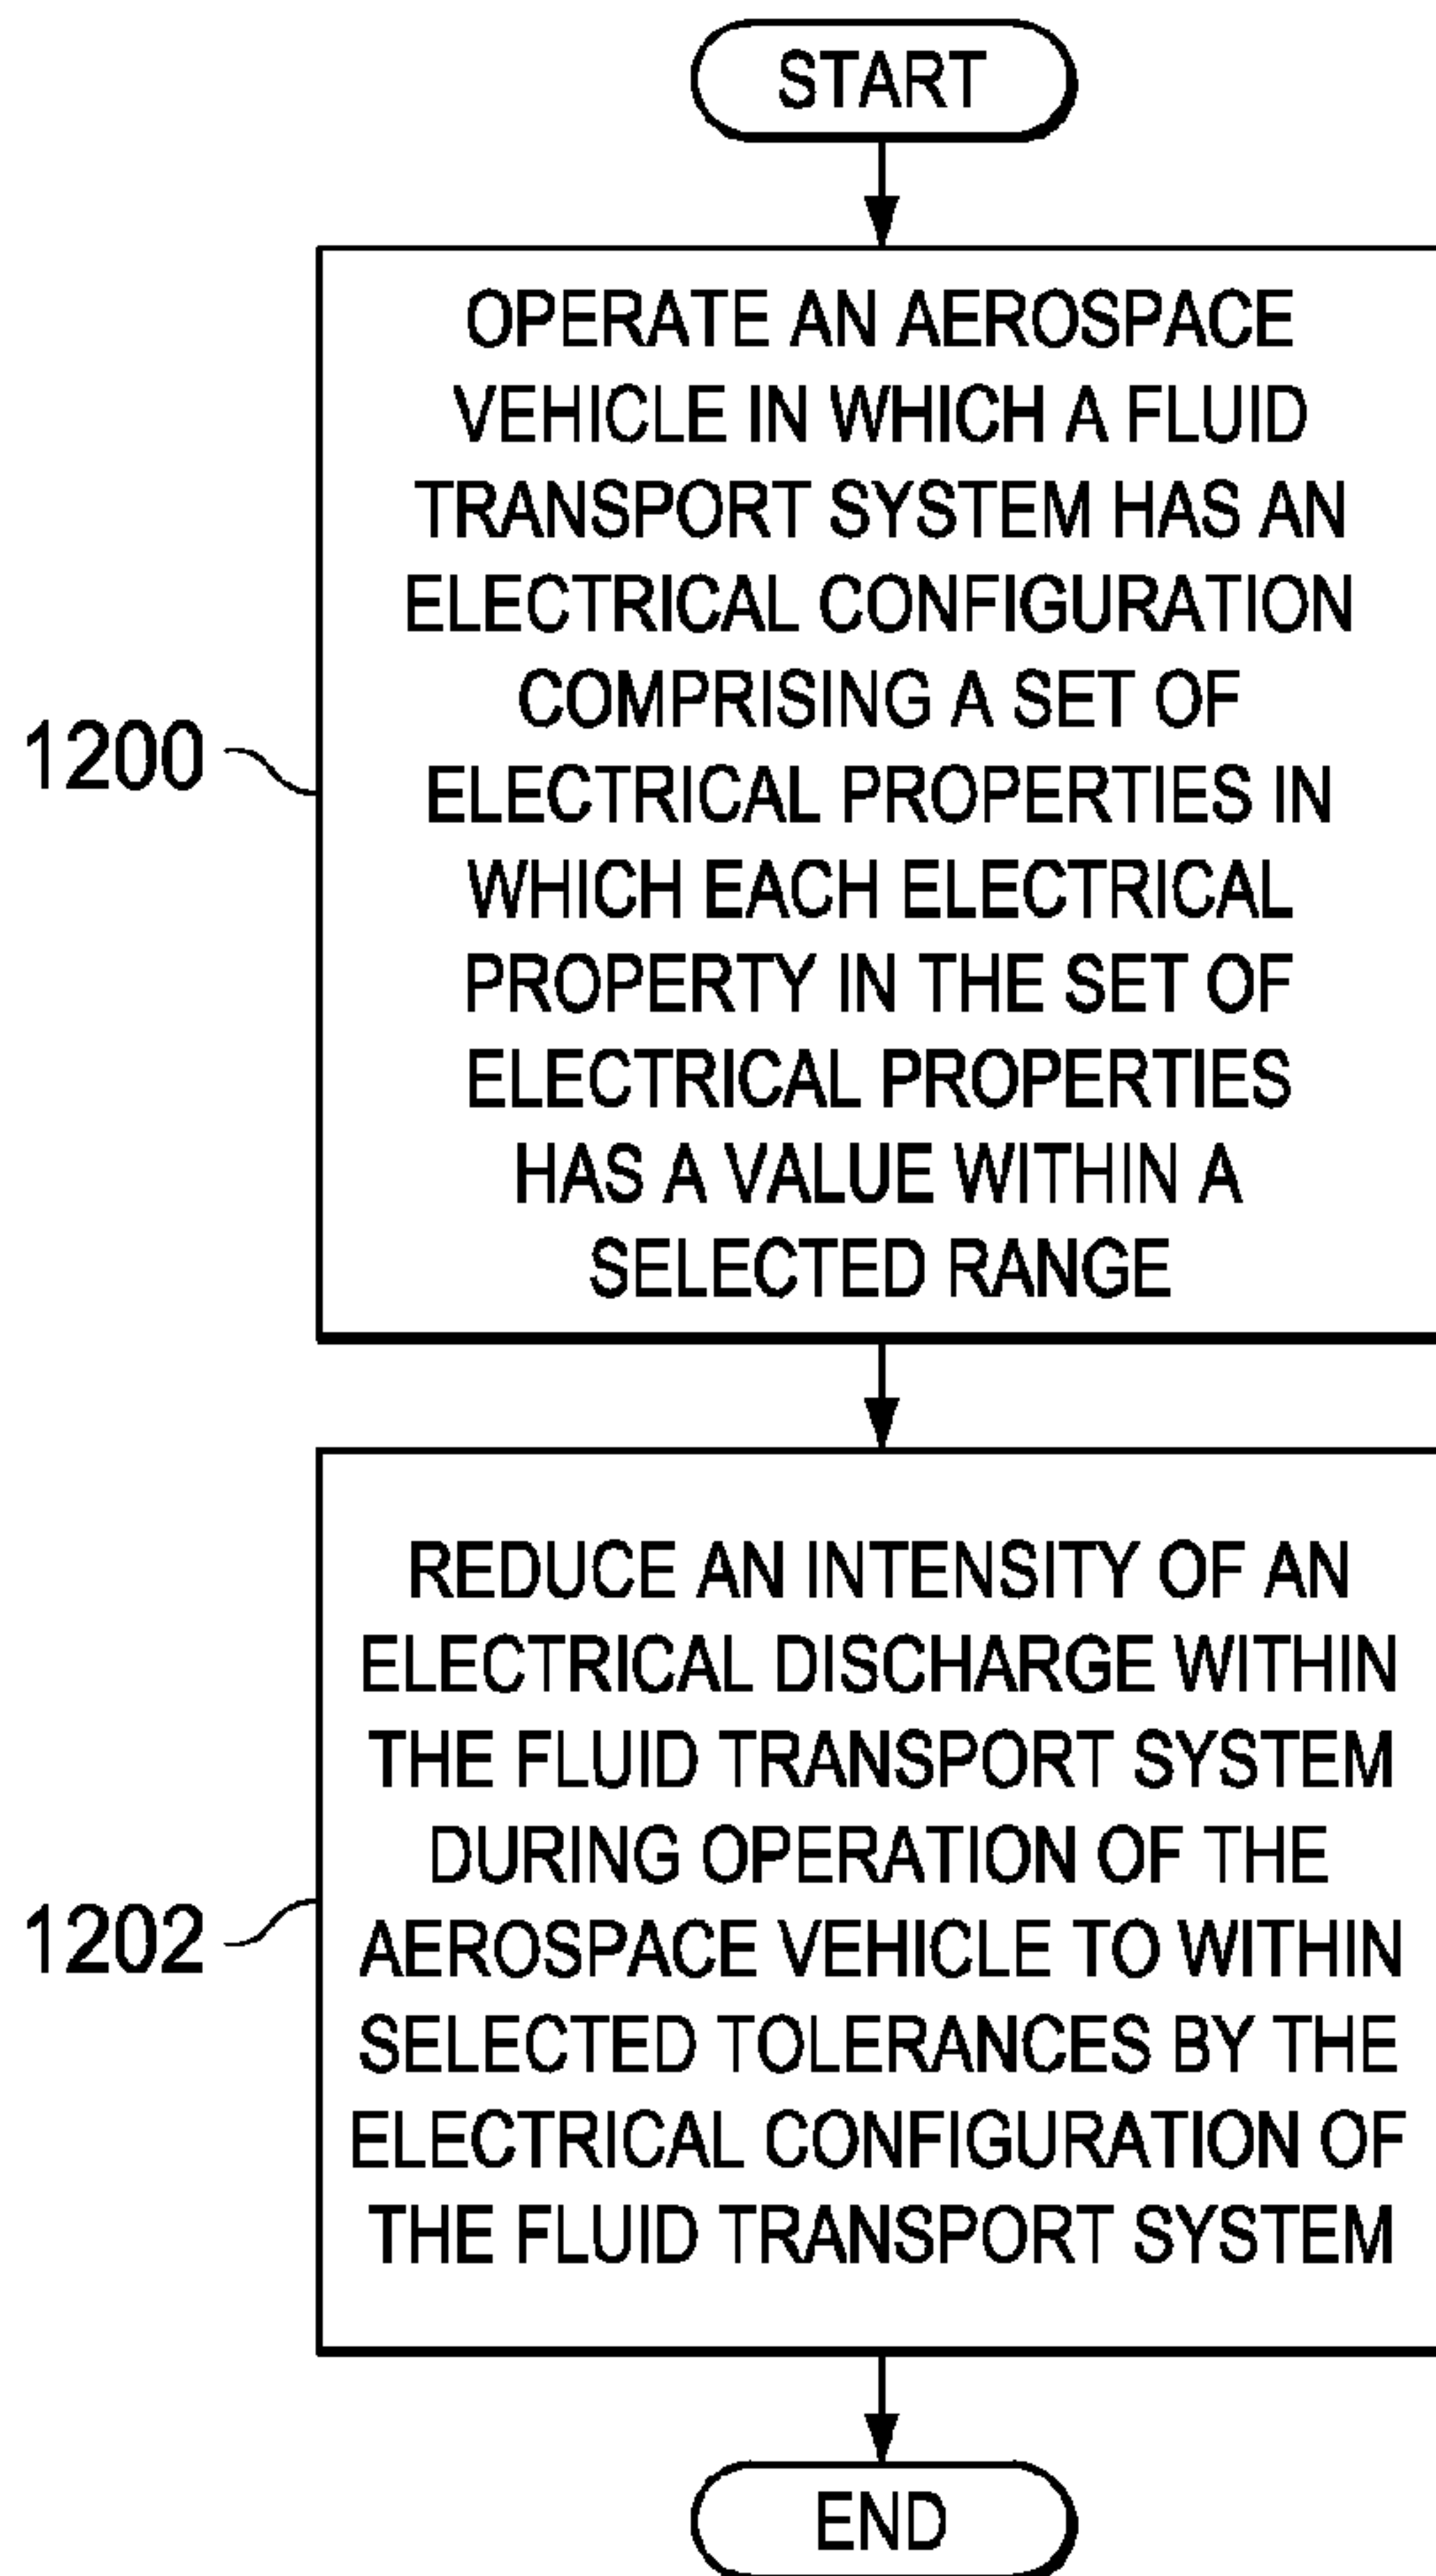 START
OPERATE AN AEROSPACE
VEHICLE IN WHICH A FLUID
TRANSPORT SYSTEM HAS AN
ELECTRICAL CONFIGURATION
COMPRISING A SET OF
ELECTRICAL PROPERTIES IN
WHICH EACH ELECTRICAL
PROPERTY IN THE SET OF
ELECTRICAL PROPERTIES
HAS A VALUE WITHIN A
SELECTED RANGE
1200
REDUCE AN INTENSITY OF AN
ELECTRICAL DISCHARGE WITHIN
THE FLUID TRANSPORT SYSTEM
DURING OPERATION OF THE
AEROSPACE VEHICLE TO WITHIN
SELECTED TOLERANCES BY THE
ELECTRICAL CONFIGURATION OF
THE FLUID TRANSPORT SYSTEM
1202
END